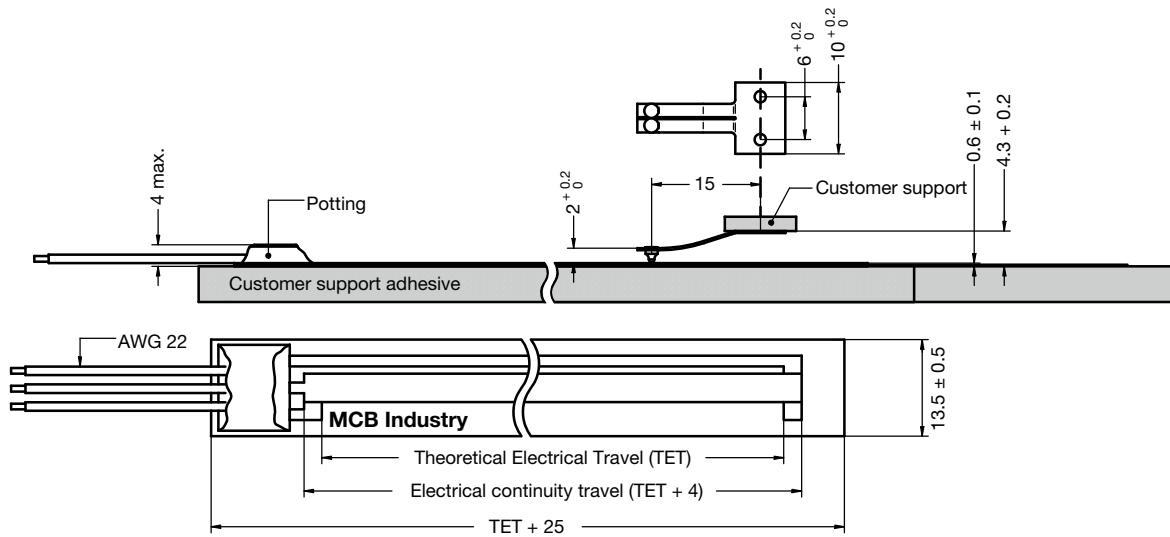 6 +0.2 0
10 +0.2 0
4 max.
Potting
2 +0.2 0
15
Customer support
0.6 ± 0.1
4.3 + 0.2
Customer support adhesive
AWG 22
MCB Industry
13.5 ± 0.5
Theoretical Electrical Travel (TET)
Electrical continuity travel (TET + 4)
TET + 25